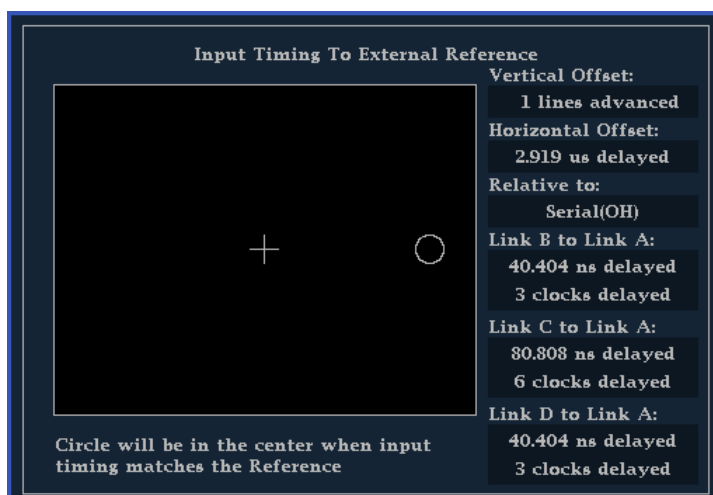 Input Timing To External Reference
Vertical Offset:
1 lines advanced
Horizontal Offset:
2.919 us delayed
Relative to:
Serial(OH)
Link B to Link A:
40.404 ns delayed
3 clocks delayed
Link C to Link A:
80.808 ns delayed
6 clocks delayed
Link D to Link A:
40.404 ns delayed
3 clocks delayed
Circle will be in the center when input
timing matches the Reference